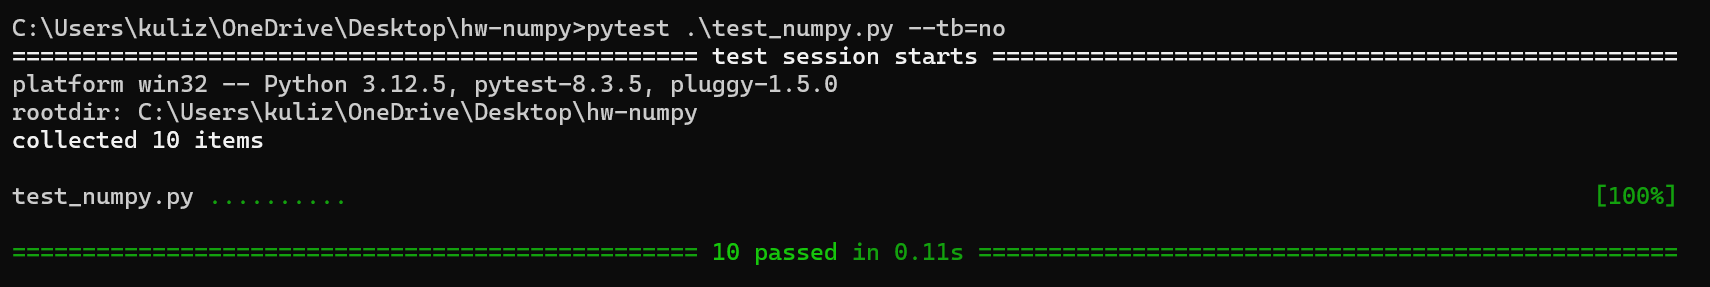 C:\Users\kuliz\OneDrive\Desktop\hw-numpy>pytest .\test_numpy.py --tb=no
================================================= test session starts =================================================
platform win32 -- Python 3.12.5, pytest-8.3.5, pluggy-1.5.0
rootdir: C:\Users\kuliz\OneDrive\Desktop\hw-numpy
collected 10 items
test_numpy.py .......... [100%]
================================================= 10 passed in 0.11s ==================================================